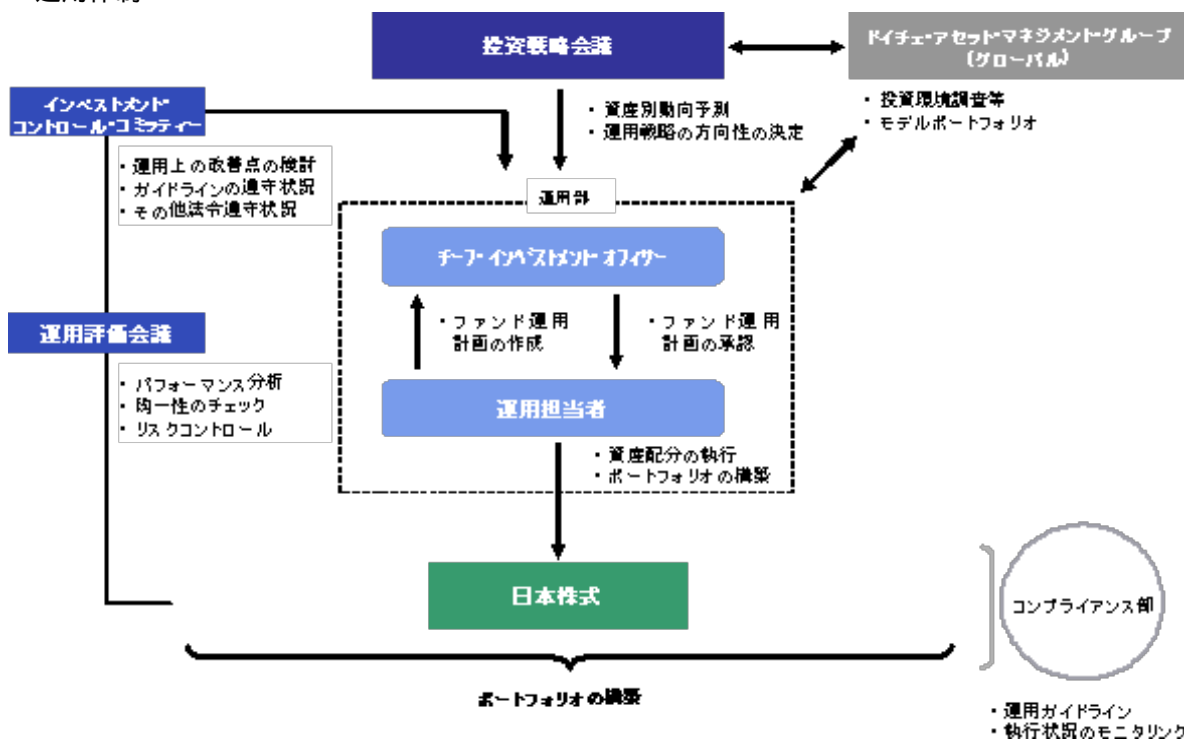 投資戦略会議
ドイチェ・アセット・マネジメント・グループ
(グローバル)
インベストメント・
コントロール・コミッティー
・資産別動向予測
・運用戦略の方向性の決定
・投資環境調査等
・モデルポートフォリオ
・運用上の改善点の検討
・ガイドラインの遵守状況
・その他法令遵守状況
運用部
チーフ・インベストメント・オフィサー
・ファンド運用
計画の作成
・ファンド運用
計画の承認
運用評価会議
・パフォーマンス分析
・均一性のチェック
・リスクコントロール
運用担当者
・資産配分の執行
・ポートフォリオの構築
日本株式
コンプライアンス部
ポートフォリオの構築
・運用ガイドライン
・執行状況のモニタリング